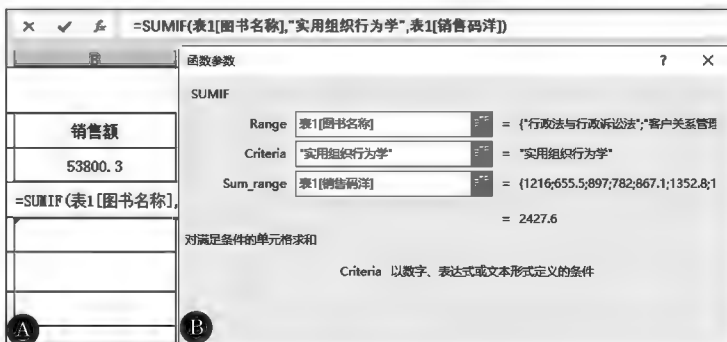 × ✓ fx =SUMIF(表1[图书名称],"实用组织行为学",表1[销售码洋])
B
销售额
53800.3
=SUMIF(表1[图书名称],
A
函数参数 ? ×
SUMIF
Range 表1[图书名称] = {"行政法与行政诉讼法";"客户关系管理
Criteria "实用组织行为学" = "实用组织行为学"
Sum_range 表1[销售码洋] = {1216;655.5;897;782;867.1;1352.8;1
= 2427.6
对满足条件的单元格求和
Criteria 以数字、表达式或文本形式定义的条件
B